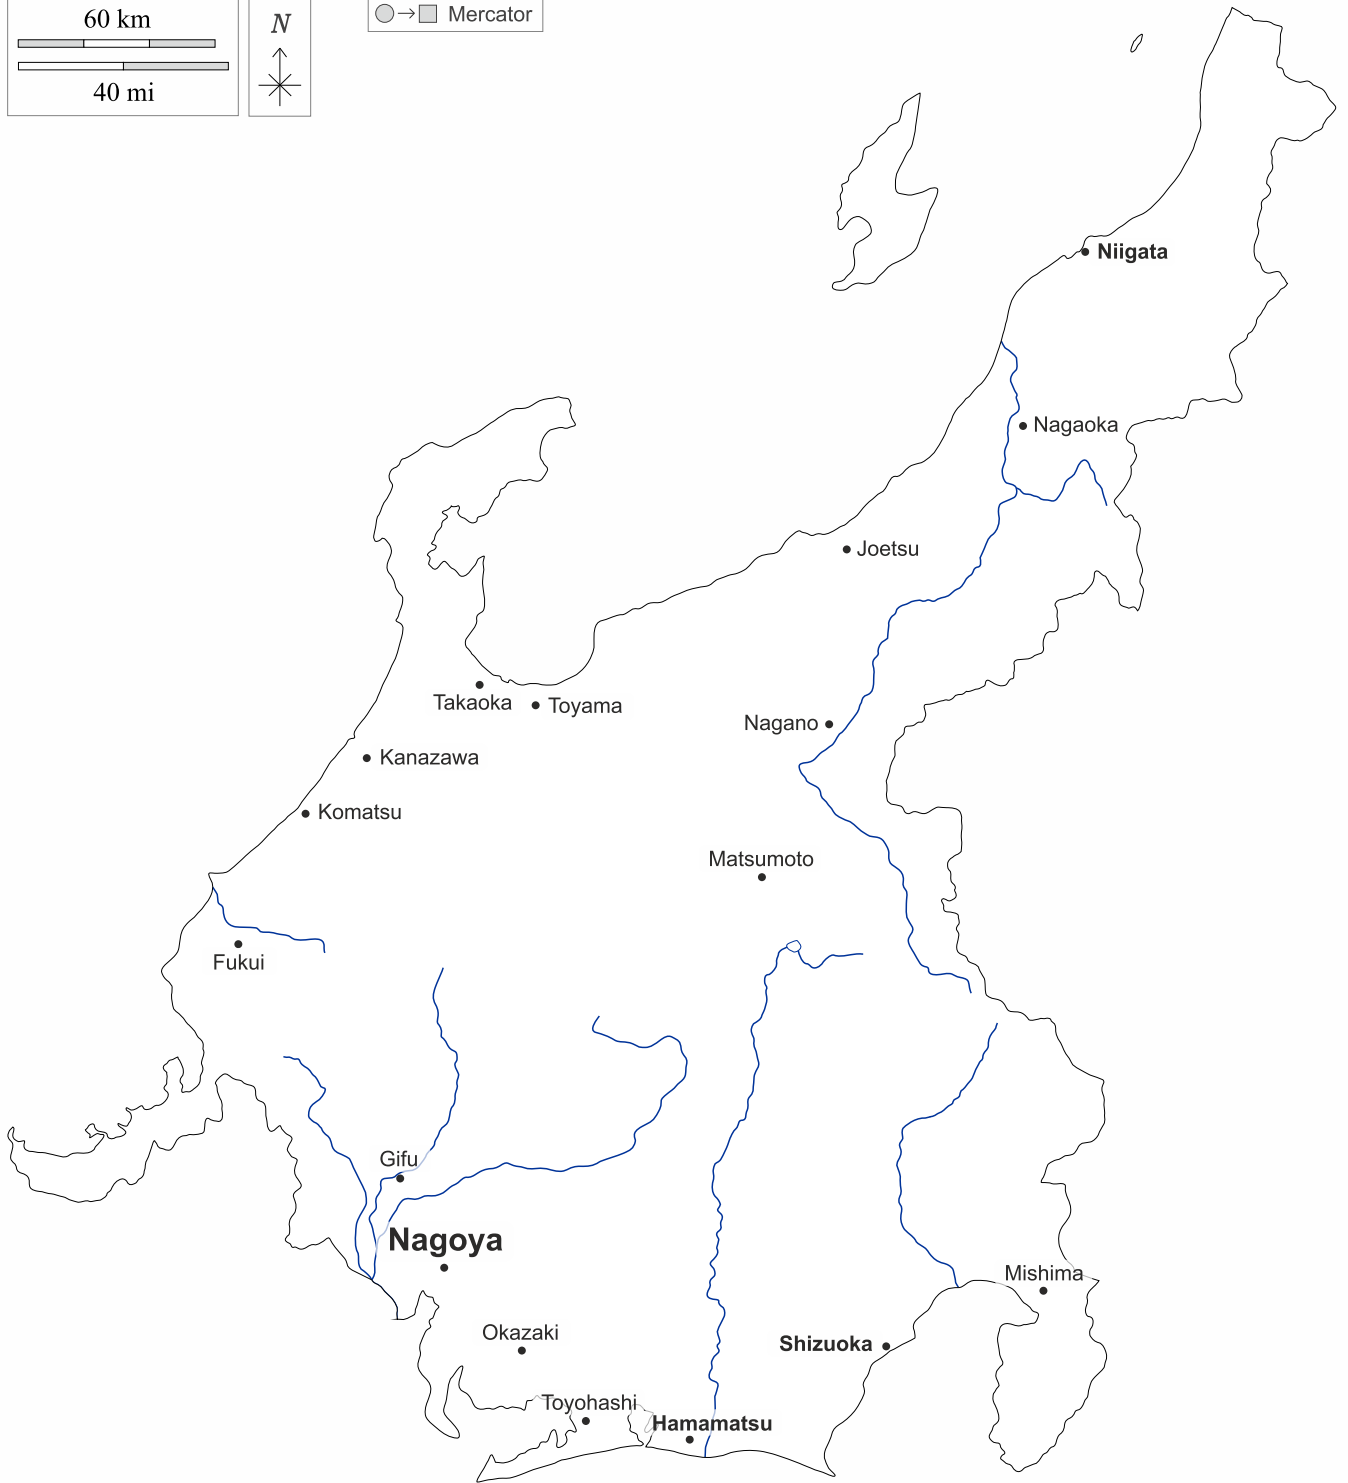 60 km
40 mi
N
Mercator
Niigata
Nagaoka
Joetsu
Takaoka
Toyama
Nagano
Kanazawa
Komatsu
Matsumoto
Fukui
Gifu
Nagoya
Mishima
Okazaki
Shizuoka
Toyohashi
Hamamatsu